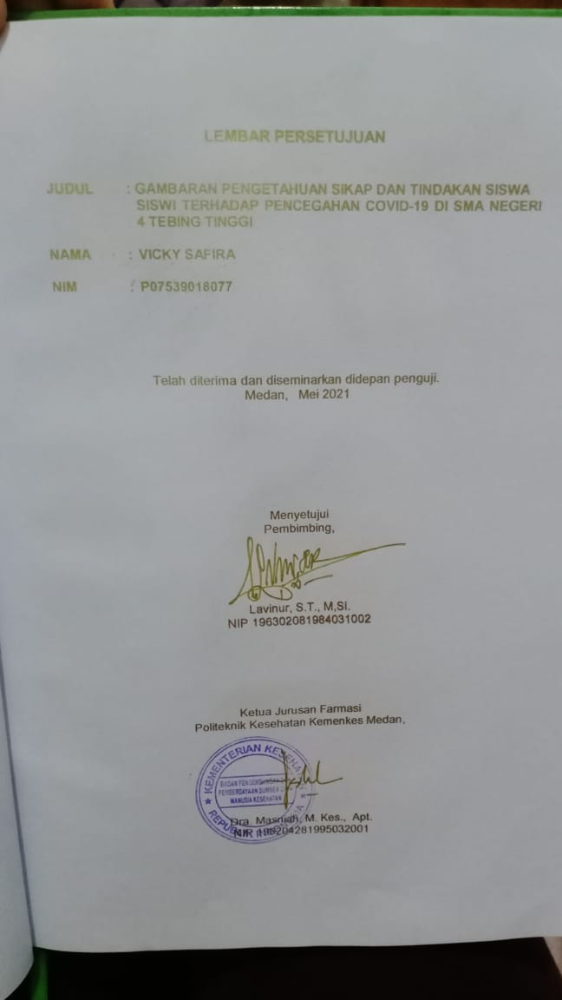 LEMBAR PERSETUJUAN
JUDUL : GAMBARAN PENGETAHUAN SIKAP DAN TINDAKAN SISWA
SISWI TERHADAP PENCEGAHAN COVID-19 DI SMA NEGERI
4 TEBING TINGGI
NAMA : VICKY SAFIRA
NIM : P07539018077
Telah diterima dan diseminarkan didepan penguji.
Medan, Mei 2021
Menyetujui
Pembimbing,
Lavinur, S.T., M,Si.
NIP 196302081984031002
Ketua Jurusan Farmasi
Politeknik Kesehatan Kemenkes Medan,
KEMENTERIAN KESEHATAN
BADAN PENGEMBANGAN
PEMBERDAYAAN SUMBER
MANUSIA KESEHATAN
REPUBLIK INDONESIA
Dra. Masniah, M. Kes., Apt.
NIP 196204281995032001